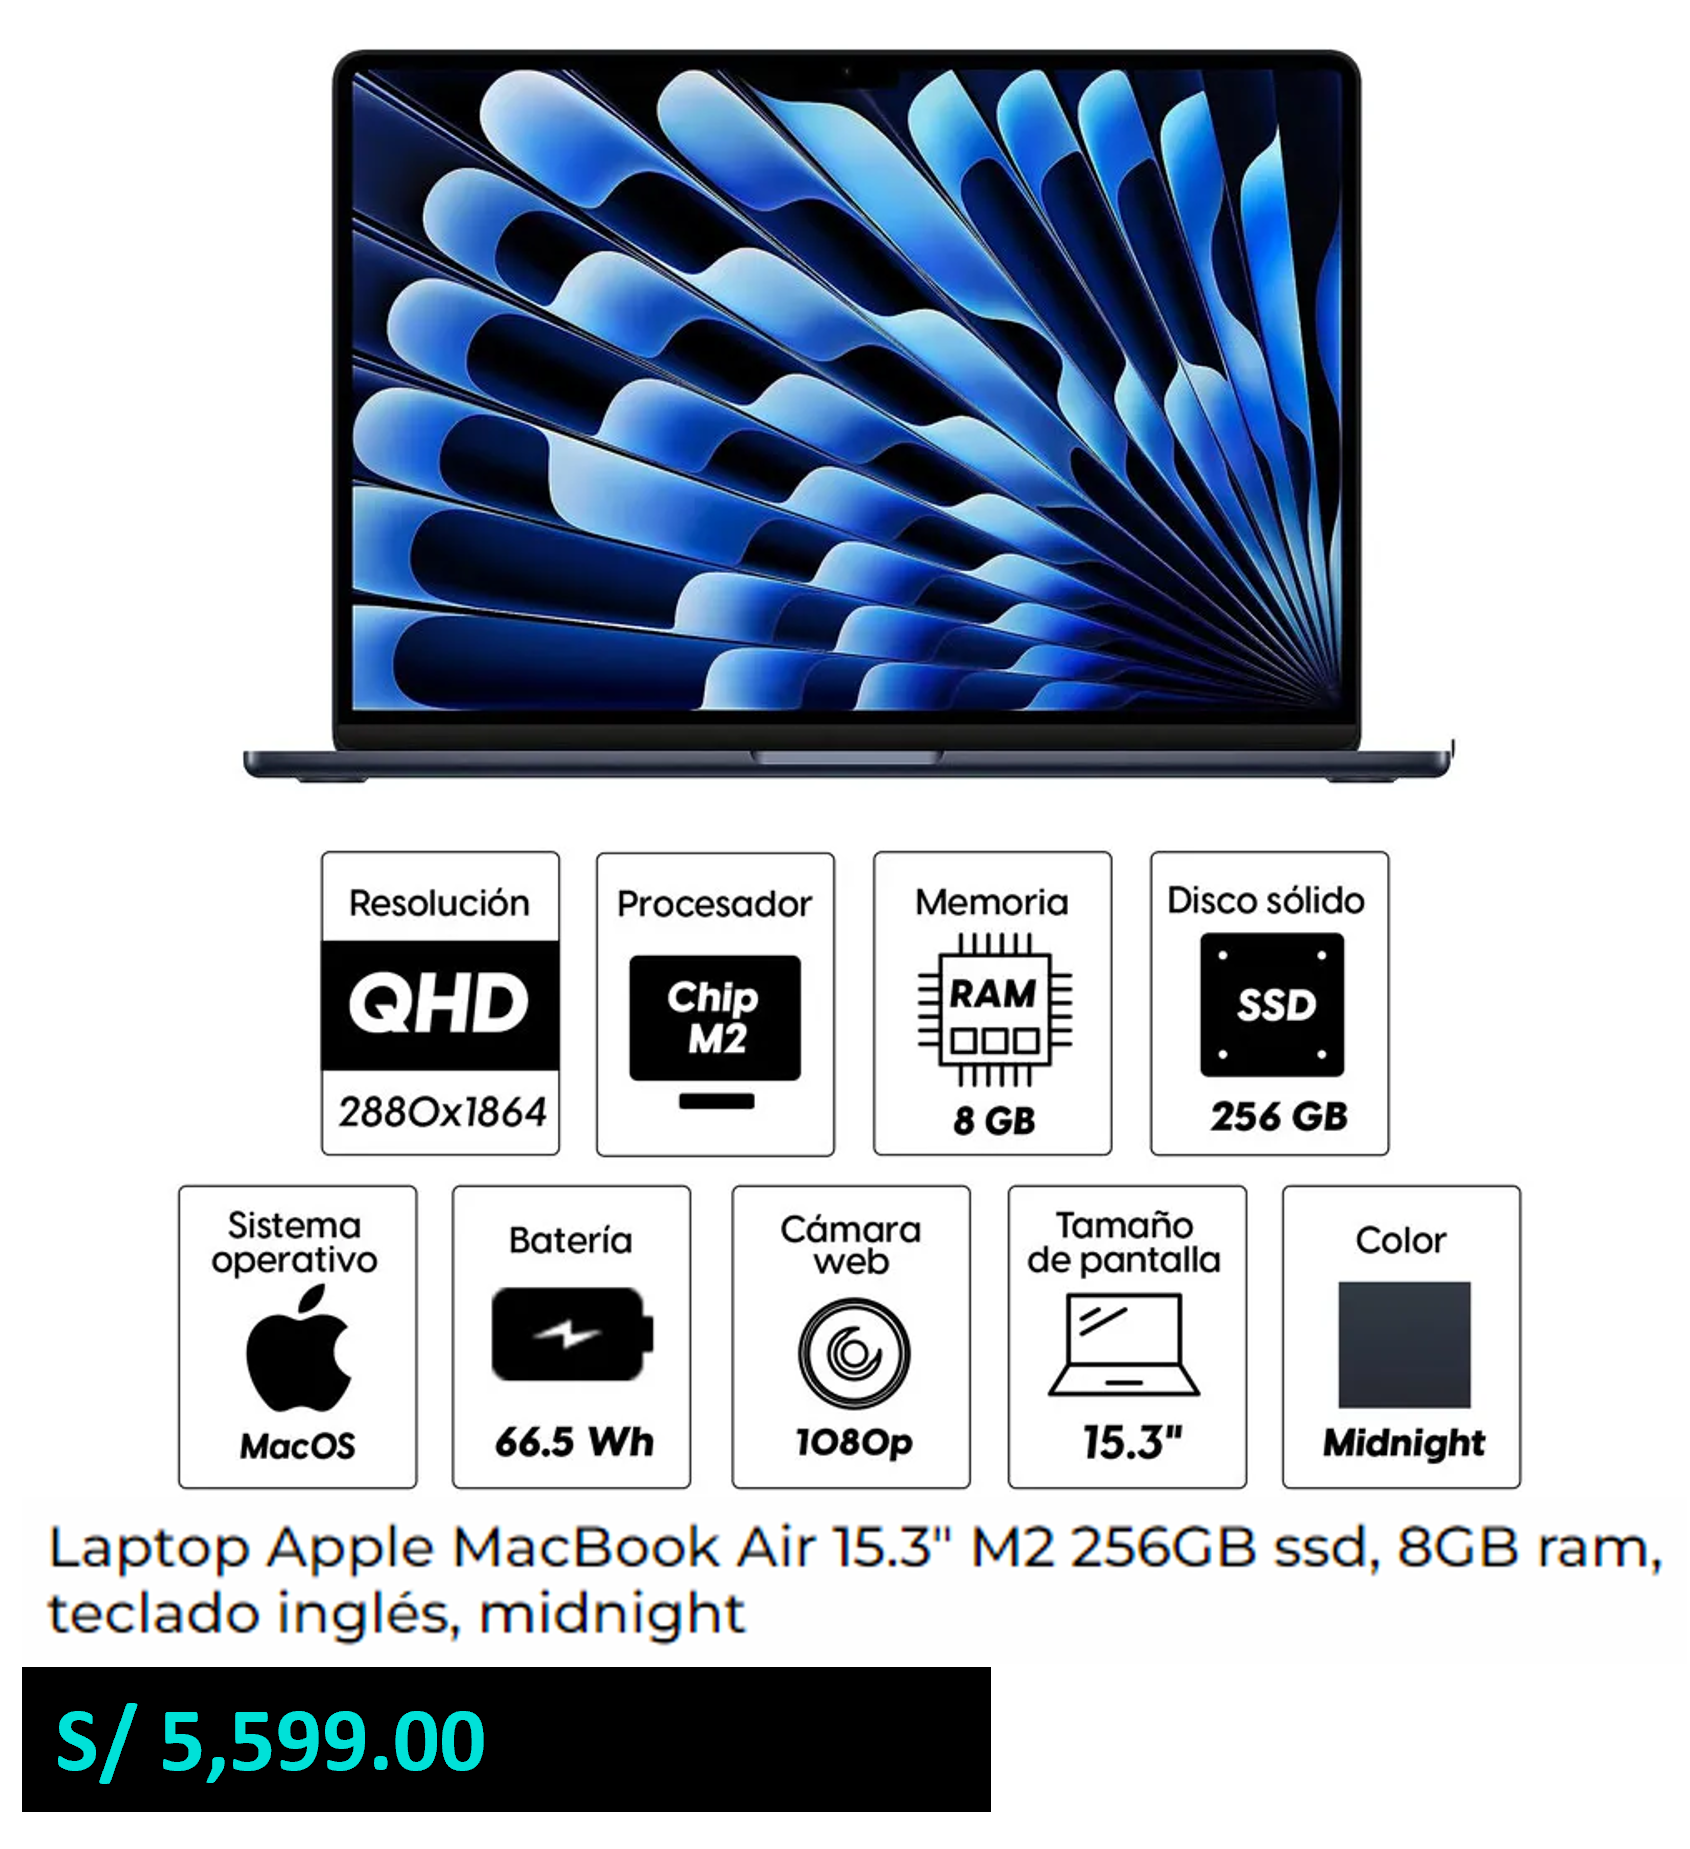 Resolución
QHD
2880x1864
Procesador
Chip
M2
Memoria
RAM
8 GB
Disco sólido
SSD
256 GB
Sistema
operativo
MacOS
Batería
66.5 Wh
Cámara
web
1080p
Tamaño
de pantalla
15.3"
Color
Midnight
Laptop Apple MacBook Air 15.3" M2 256GB ssd, 8GB ram,
teclado inglés, midnight
S/ 5,599.00